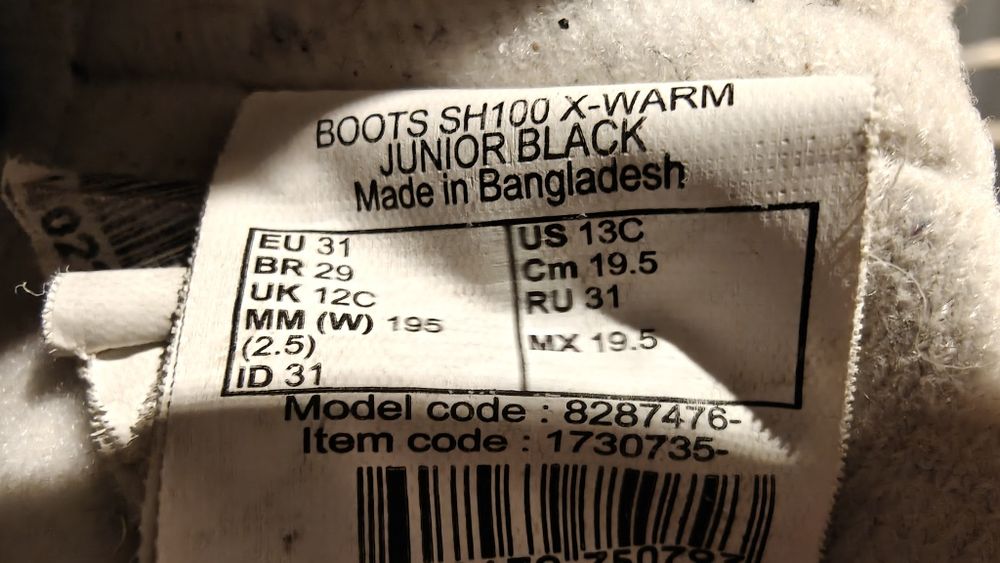 BOOTS SH100 X-WARM
JUNIOR BLACK
Made in Bangladesh
EU 31
BR 29
UK 12C
MM (W) 195
(2.5)
ID 31
US 13C
Cm 19.5
RU 31
MX 19.5
Model code : 8287476-
Item code : 1730735-
02